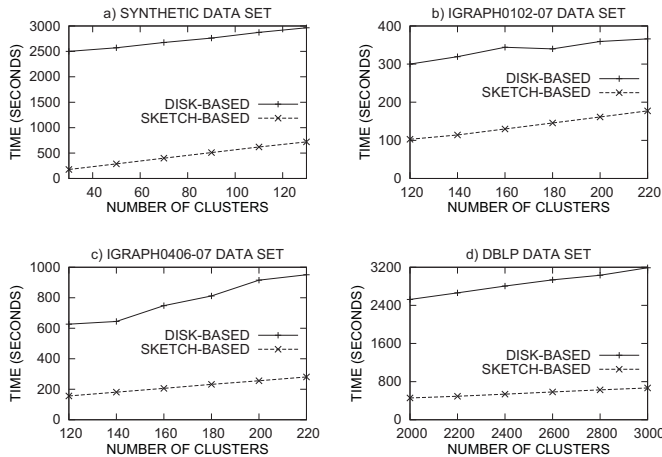 a) SYNTHETIC DATA SET
3000
2500
2000
1500
1000
500
0
TIME (SECONDS)
DISK-BASED
SKETCH-BASED
40 60 80 100 120
NUMBER OF CLUSTERS
b) IGRAPH0102-07 DATA SET
400
300
200
100
0
TIME (SECONDS)
DISK-BASED
SKETCH-BASED
120 140 160 180 200 220
NUMBER OF CLUSTERS
c) IGRAPH0406-07 DATA SET
1000
800
600
400
200
0
TIME (SECONDS)
DISK-BASED
SKETCH-BASED
120 140 160 180 200 220
NUMBER OF CLUSTERS
d) DBLP DATA SET
3200
2400
1600
800
0
TIME (SECONDS)
DISK-BASED
SKETCH-BASED
2000 2200 2400 2600 2800 3000
NUMBER OF CLUSTERS